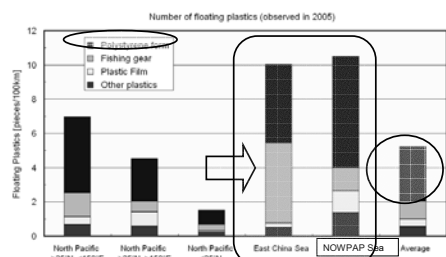 Number of floating plastics (observed in 2005)
12
10
8
6
4
2
0
Floating Plastics [pieces/100km]
Polystyrene form
Fishing gear
Plastic Film
Other plastics
North Pacific
North Pacific
North Pacific
East China Sea
NOWPAP Sea
Average